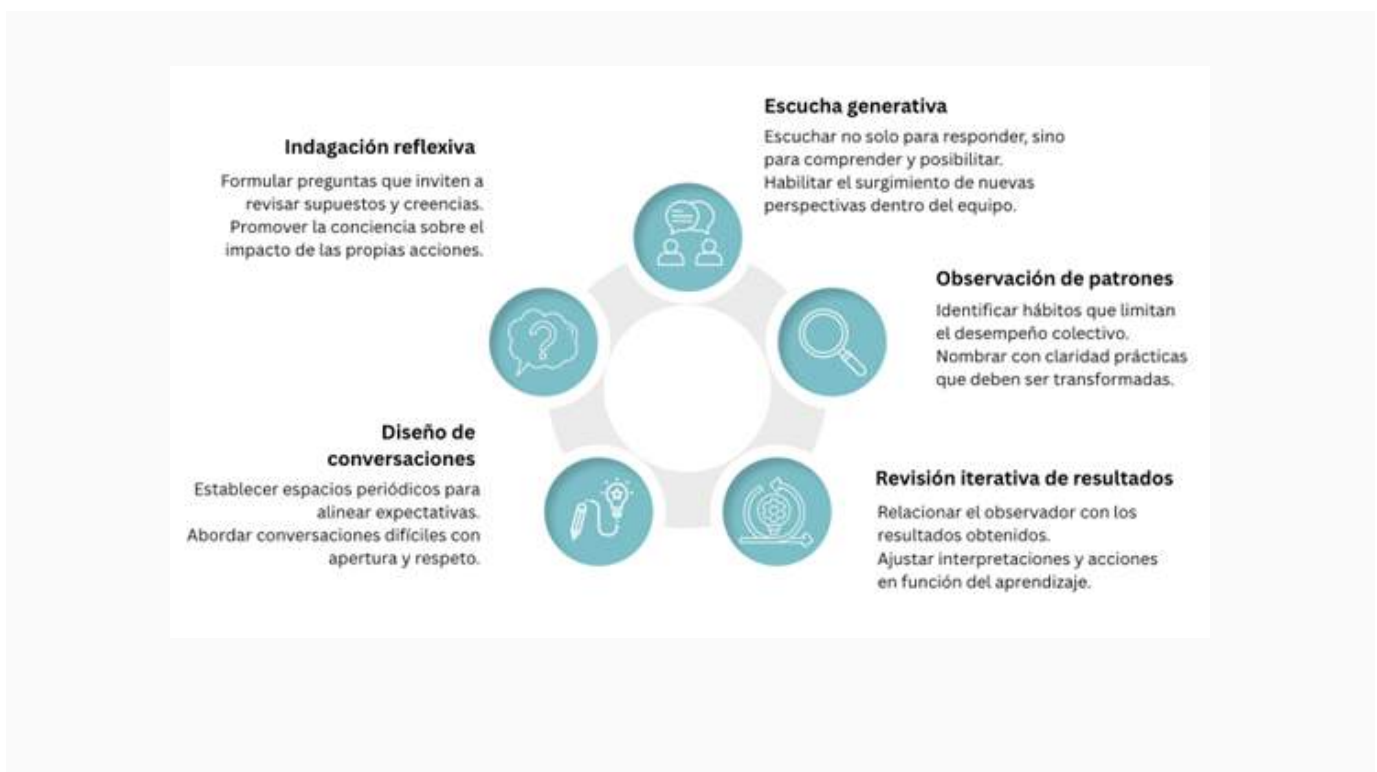 Escucha generativa
Escuchar no solo para responder, sino
para comprender y posibilitar.
Habilitar el surgimiento de nuevas
perspectivas dentro del equipo.
Indagación reflexiva
Formular preguntas que inviten a
revisar supuestos y creencias.
Promover la conciencia sobre el
impacto de las propias acciones.
Observación de patrones
Identificar hábitos que limitan
el desempeño colectivo.
Nombrar con claridad prácticas
que deben ser transformadas.
Diseño de
conversaciones
Establecer espacios periódicos para
alinear expectativas.
Abordar conversaciones difíciles con
apertura y respeto.
Revisión iterativa de resultados
Relacionar el observador con los
resultados obtenidos.
Ajustar interpretaciones y acciones
en función del aprendizaje.